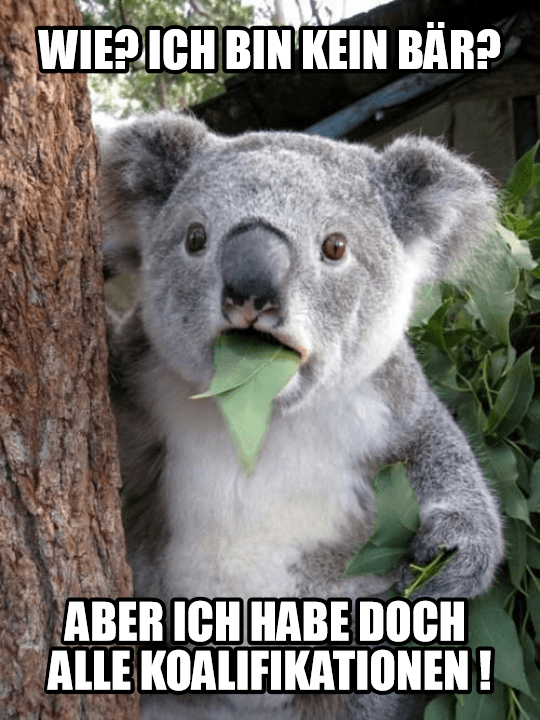 WIE? ICH BIN KEIN BÄR?
ABER ICH HABE DOCH
ALLE KOALIFIKATIONEN !